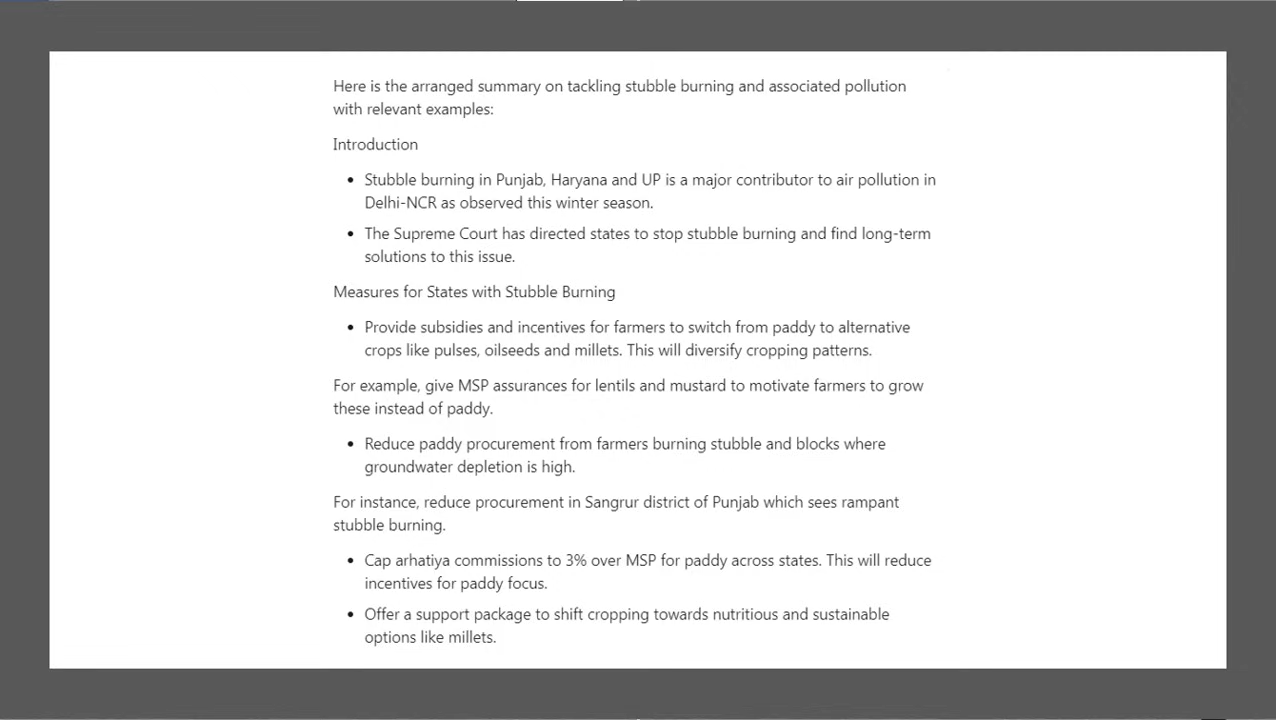 Here is the arranged summary on tackling stubble burning and associated pollution
with relevant examples:
Introduction
• Stubble burning in Punjab, Haryana and UP is a major contributor to air pollution in
Delhi-NCR as observed this winter season.
• The Supreme Court has directed states to stop stubble burning and find long-term
solutions to this issue.
Measures for States with Stubble Burning
• Provide subsidies and incentives for farmers to switch from paddy to alternative
crops like pulses, oilseeds and millets. This will diversify cropping patterns.
For example, give MSP assurances for lentils and mustard to motivate farmers to grow
these instead of paddy.
• Reduce paddy procurement from farmers burning stubble and blocks where
groundwater depletion is high.
For instance, reduce procurement in Sangrur district of Punjab which sees rampant
stubble burning.
• Cap arhatiya commissions to 3% over MSP for paddy across states. This will reduce
incentives for paddy focus.
• Offer a support package to shift cropping towards nutritious and sustainable
options like millets.